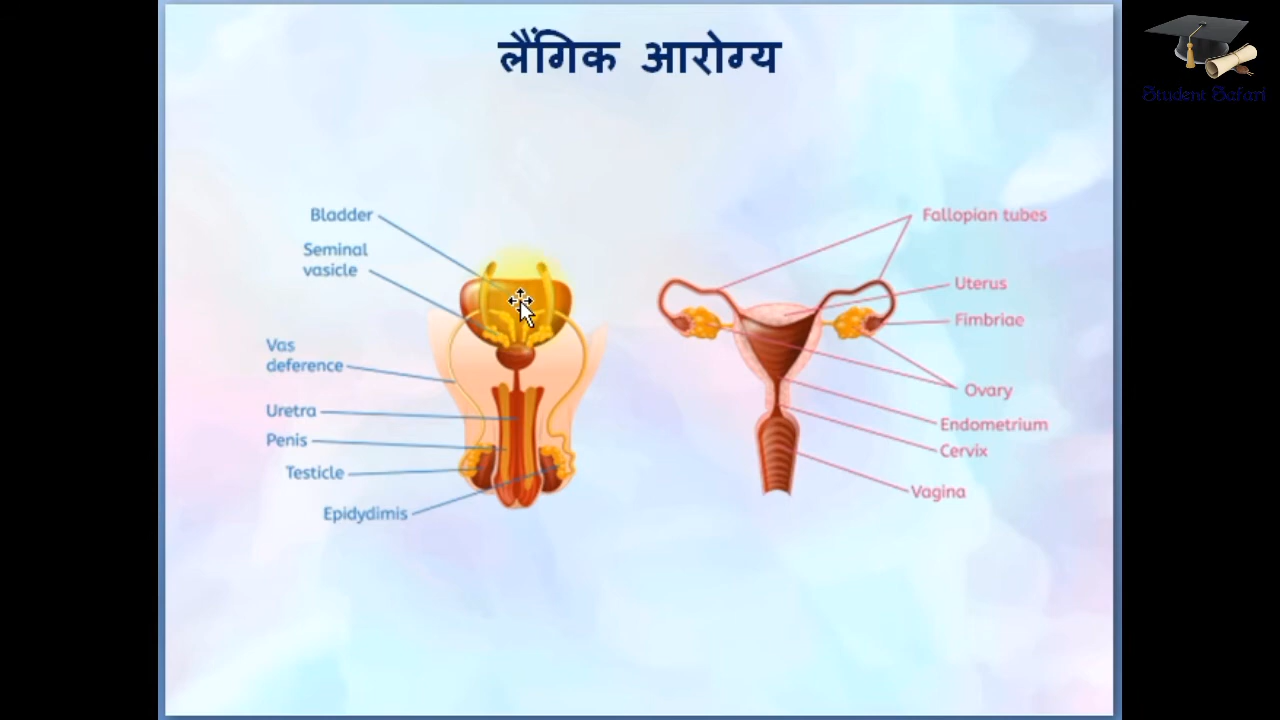 लैंगिक आरोग्य
Student Safari
Bladder
Seminal
vasicle
Vas
deference
Uretra
Penis
Testicle
Epidydimis
Fallopian tubes
Uterus
Fimbriae
Ovary
Endometrium
Cervix
Vagina